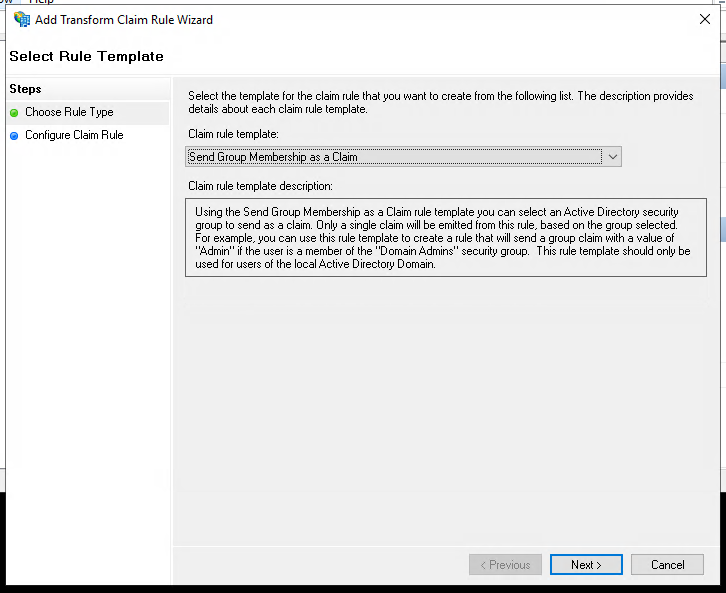 Help
Add Transform Claim Rule Wizard
Select Rule Template
Steps
Choose Rule Type
Configure Claim Rule
Select the template for the claim rule that you want to create from the following list. The description provides
details about each claim rule template.
Claim rule template:
Send Group Membership as a Claim
Claim rule template description:
Using the Send Group Membership as a Claim rule template you can select an Active Directory security
group to send as a claim. Only a single claim will be emitted from this rule, based on the group selected.
For example, you can use this rule template to create a rule that will send a group claim with a value of
"Admin" if the user is a member of the "Domain Admins" security group.  This rule template should only be
used for users of the local Active Directory Domain.
< Previous
Next >
Cancel